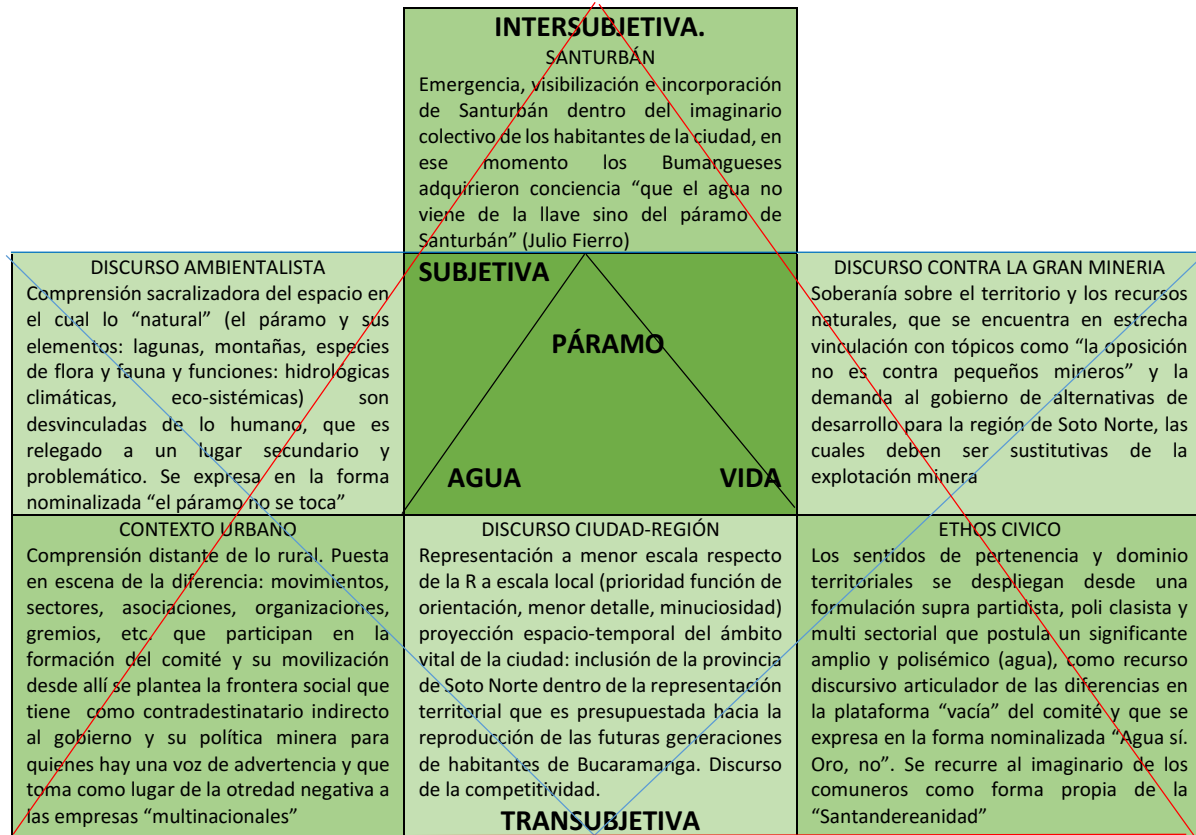 INTERSUBJETIVA.
SANTURBÁN
Emergencia, visibilización e incorporación
de Santurbán dentro del imaginario
colectivo de los habitantes de la ciudad, en
ese momento los Bumangueses
adquirieron conciencia “que el agua no
viene de la llave sino del páramo de
Santurbán” (Julio Fierro)
DISCURSO AMBIENTALISTA
Comprensión sacralizadora del espacio en
el cual lo “natural” (el páramo y sus
elementos: lagunas, montañas, especies
de flora y fauna y funciones: hidrológicas
climáticas, eco-sistémicas) son
desvinculadas de lo humano, que es
relegado a un lugar secundario y
problemático. Se expresa en la forma
nominalizada “el páramo no se toca”
SUBJETIVA
PÁRAMO
AGUA VIDA
DISCURSO CONTRA LA GRAN MINERIA
Soberanía sobre el territorio y los recursos
naturales, que se encuentra en estrecha
vinculación con tópicos como “la oposición
no es contra pequeños mineros” y la
demanda al gobierno de alternativas de
desarrollo para la región de Soto Norte, las
cuales deben ser sustitutivas de la
explotación minera
CONTEXTO URBANO
Comprensión distante de lo rural. Puesta
en escena de la diferencia: movimientos,
sectores, asociaciones, organizaciones,
gremios, etc. que participan en la
formación del comité y su movilización
desde allí se plantea la frontera social que
tiene como contradestinatario indirecto
al gobierno y su política minera para
quienes hay una voz de advertencia y que
toma como lugar de la otredad negativa a
las empresas “multinacionales”
DISCURSO CIUDAD-REGIÓN
Representación a menor escala respecto
de la R a escala local (prioridad función de
orientación, menor detalle, minuciosidad)
proyección espacio-temporal del ámbito
vital de la ciudad: inclusión de la provincia
de Soto Norte dentro de la representación
territorial que es presupuestada hacia la
reproducción de las futuras generaciones
de habitantes de Bucaramanga. Discurso
de la competitividad.
TRANSUBJETIVA
ETHOS CIVICO
Los sentidos de pertenencia y dominio
territoriales se despliegan desde una
formulación supra partidista, poli clasista y
multi sectorial que postula un significante
amplio y polisémico (agua), como recurso
discursivo articulador de las diferencias en
la plataforma “vacía” del comité y que se
expresa en la forma nominalizada “Agua sí.
Oro, no”. Se recurre al imaginario de los
comuneros como forma propia de la
“Santandereanidad”